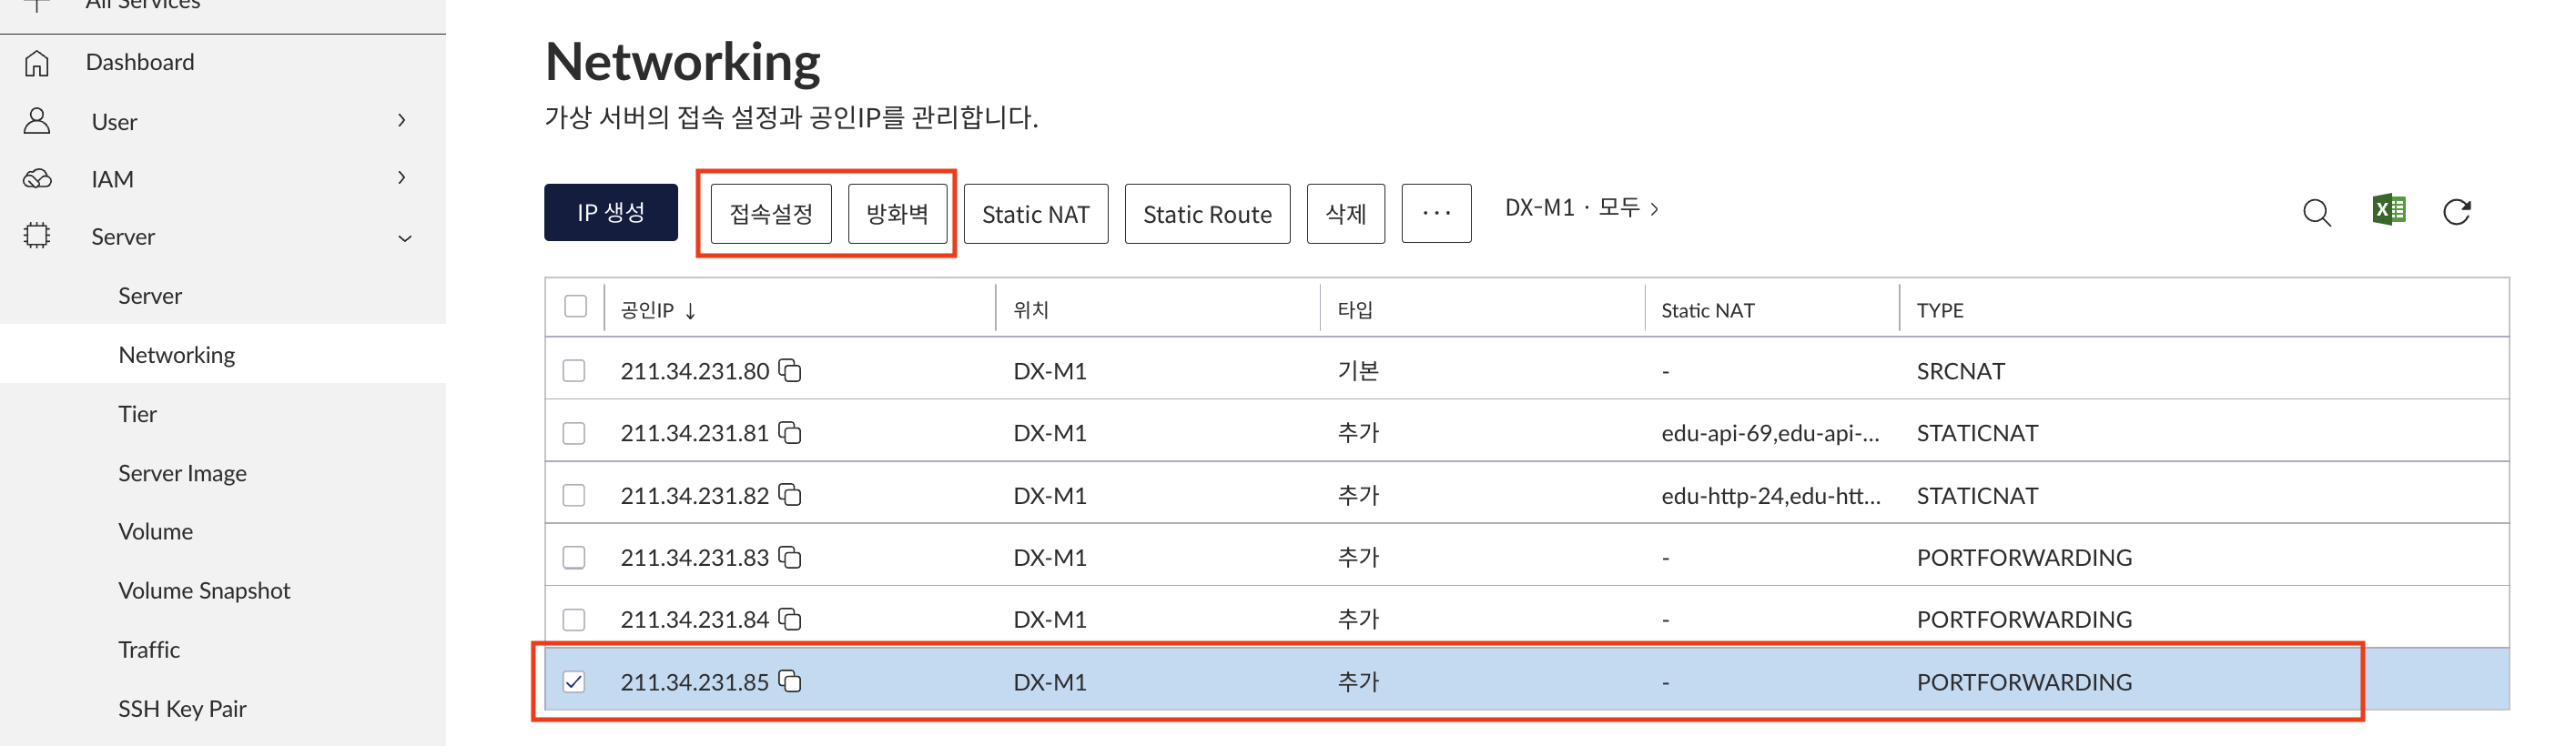 All Services
Dashboard
User
IAM
Server
Server
Networking
Tier
Server Image
Volume
Volume Snapshot
Traffic
SSH Key Pair
Networking
가상 서버의 접속 설정과 공인IP를 관리합니다.
IP 생성 접속설정 방화벽 Static NAT Static Route 삭제 ··· DX-M1 · 모두 >
공인IP ↓ 위치 타입 Static NAT TYPE
211.34.231.80 DX-M1 기본 - SRCNAT
211.34.231.81 DX-M1 추가 edu-api-69,edu-api-... STATICNAT
211.34.231.82 DX-M1 추가 edu-http-24,edu-htt... STATICNAT
211.34.231.83 DX-M1 추가 - PORTFORWARDING
211.34.231.84 DX-M1 추가 - PORTFORWARDING
211.34.231.85 DX-M1 추가 - PORTFORWARDING